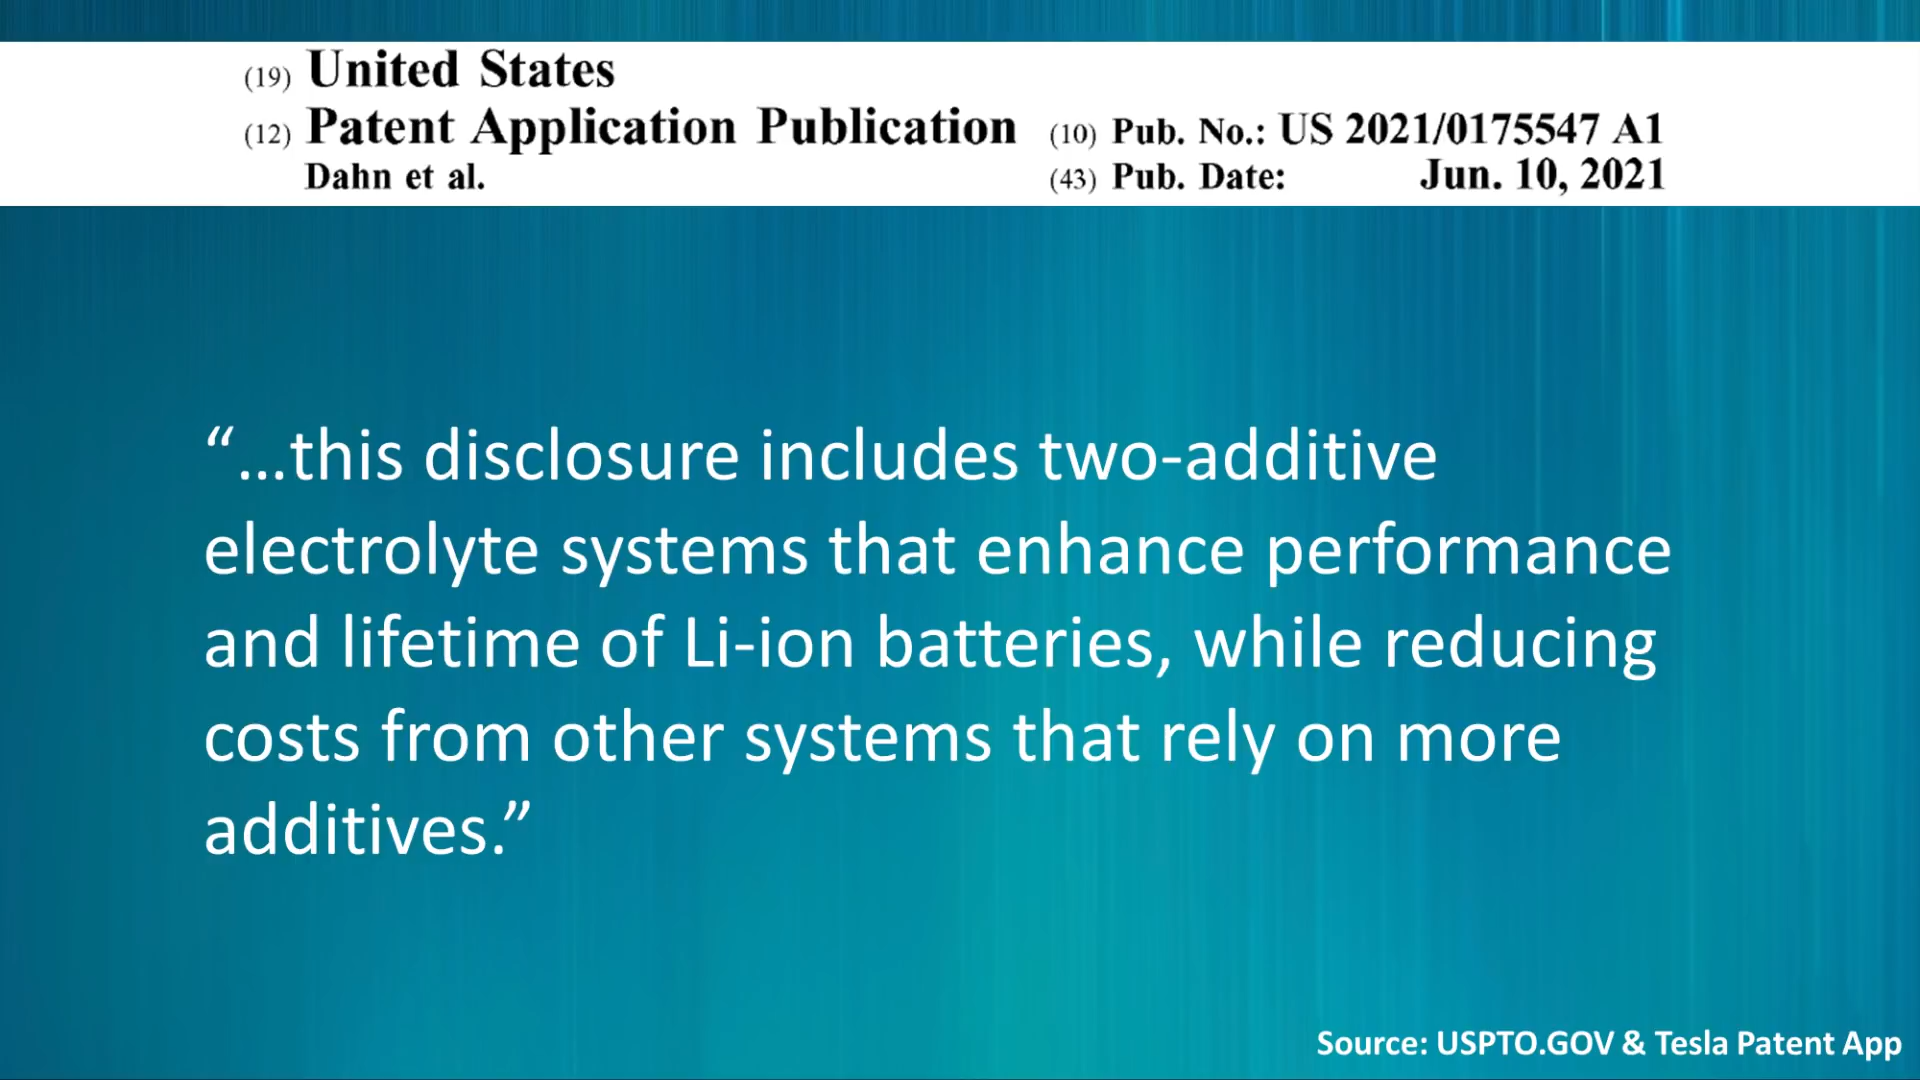 (19) United States
(12) Patent Application Publication (10) Pub. No.: US 2021/0175547 A1
Dahn et al. (43) Pub. Date: Jun. 10, 2021
“...this disclosure includes two-additive
electrolyte systems that enhance performance
and lifetime of Li-ion batteries, while reducing
costs from other systems that rely on more
additives.”
Source: USPTO.GOV & Tesla Patent App